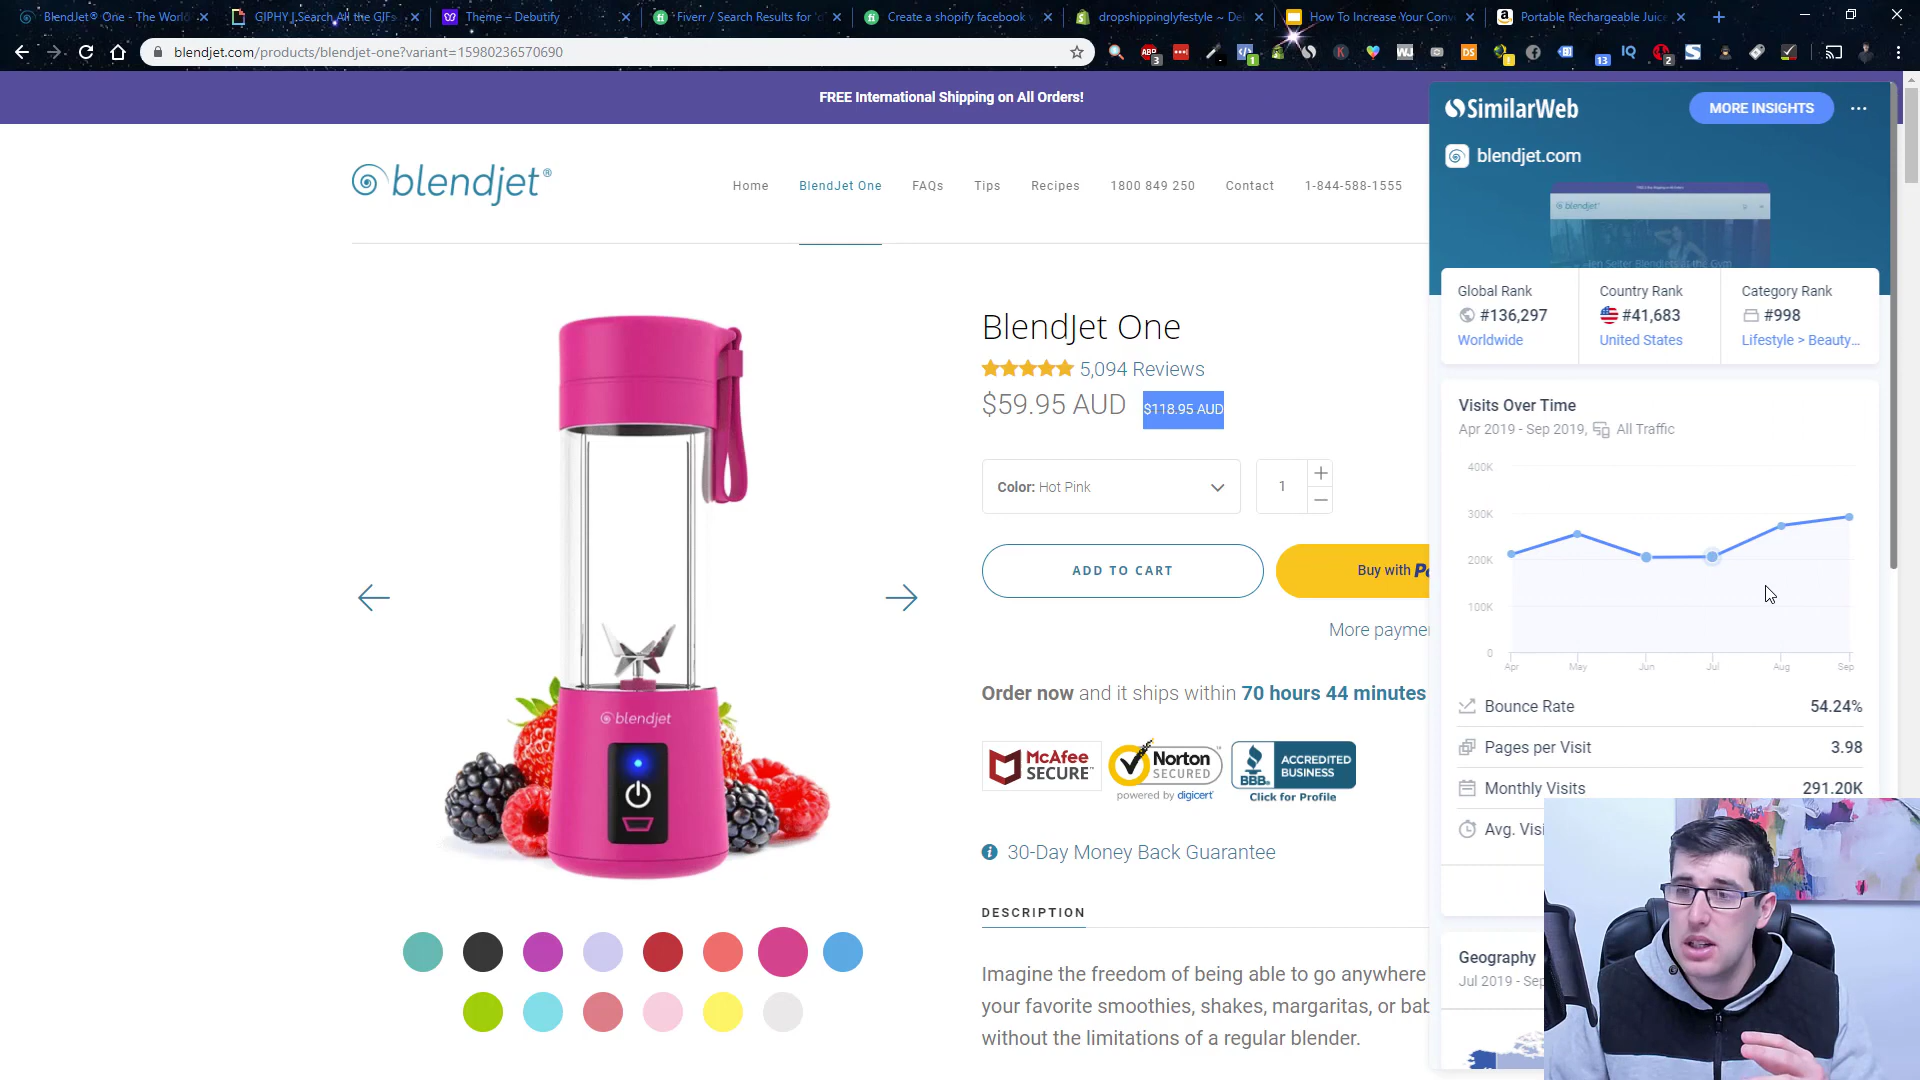 BlendJet® One - The World
GIPHY | Search All the GIFs
Theme – Debutify
Fiverr / Search Results for 'd
Create a shopify facebook v
dropshippinglyfestyle ~ De
How To Increase Your Conv
Portable Rechargeable Juice
blendjet.com/products/blendjet-one?variant=15980236570690
FREE International Shipping on All Orders!
blendjet®
Home
BlendJet One
FAQs
Tips
Recipes
1800 849 250
Contact
1-844-588-1555
BlendJet One
5,094 Reviews
$59.95 AUD
$118.95 AUD
Color: Hot Pink
1
ADD TO CART
Buy with
More payme
Order now and it ships within 70 hours 44 minutes
McAfee
SECURE™
Norton
SECURED
powered by digicert
BBB
ACCREDITED
BUSINESS
Click for Profile
30-Day Money Back Guarantee
DESCRIPTION
Imagine the freedom of being able to go anywhere
your favorite smoothies, shakes, margaritas, or bab
without the limitations of a regular blender.
blendjet
SimilarWeb
MORE INSIGHTS
blendjet.com
blendjet
Global Rank
#136,297
Worldwide
Country Rank
#41,683
United States
Category Rank
#998
Lifestyle > Beauty...
Visits Over Time
Apr 2019 - Sep 2019, All Traffic
400K
300K
200K
100K
0
Apr
May
Jun
Jul
Aug
Sep
Bounce Rate
54.24%
Pages per Visit
3.98
Monthly Visits
291.20K
Avg. Visi
Geography
Jul 2019 - Sep